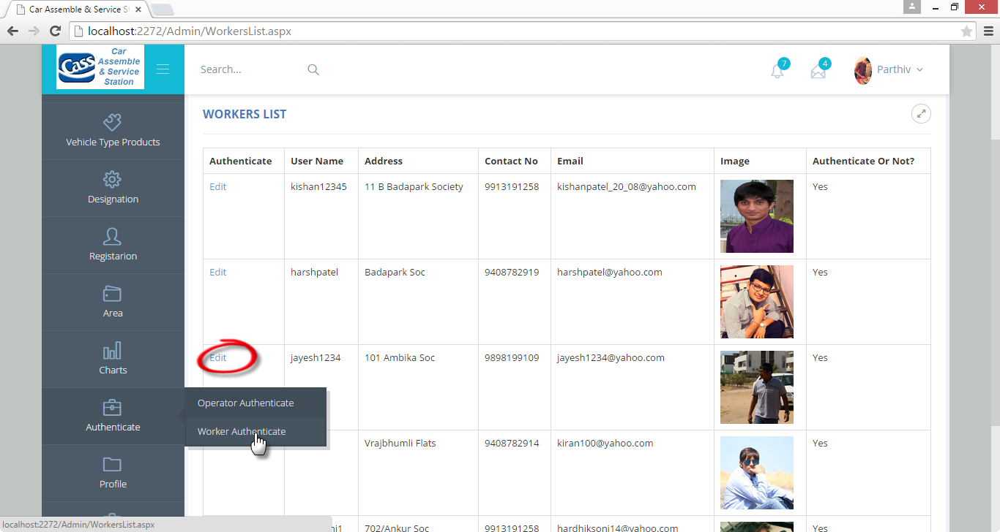 Car Assemble & Service St
localhost:2272/Admin/WorkersList.aspx
Cass
Car
Assemble
& Service
Station
Search...
7
4
Parthiv
Vehicle Type Products
Designation
Registarion
Area
Charts
Authenticate
Profile
Operator Authenticate
Worker Authenticate
WORKERS LIST
Authenticate User Name Address Contact No Email Image Authenticate Or Not?
Edit kishan12345 11 B Badapark Society 9913191258 kishanpatel_20_08@yahoo.com Yes
Edit harshpatel Badapark Soc 9408782919 harshpatel@yahoo.com Yes
Edit jayesh1234 101 Ambika Soc 9898199109 jayesh1234@yahoo.com Yes
Vrajbhumli Flats 9408782914 kiran100@yahoo.com Yes
702/Ankur Soc 9913191258 hardhiksoni14@yahoo.com Yes
localhost:2272/Admin/WorkersList.aspx